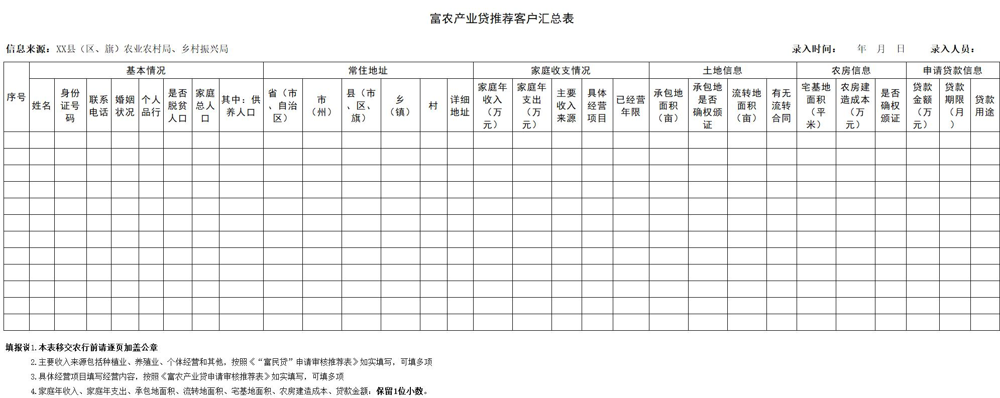 富农产业贷推荐客户汇总表
信息来源：XX县（区、旗）农业农村局、乡村振兴局 录入时间： 年 月 日 录入人员：
序号 基本情况 常住地址 家庭收支情况 土地信息 农房信息 申请贷款信息
姓名 身份证号码 联系电话 婚姻状况 个人品行 是否脱贫人口 家庭总人口 其中：供养人口 省（市、自治区） 市（州） 县（市、区、旗） 乡（镇） 村 详细地址 家庭年收入（万元） 家庭年支出（万元） 主要收入来源 具体经营项目 已经营年限 承包地面积（亩） 承包地是否确权颁证 流转地面积（亩） 有无流转合同 宅基地面积（平米） 农房建造成本（万元） 是否确权颁证 贷款金额（万元） 贷款期限（月） 贷款用途
填报说1.本表移交农行前请逐页加盖公章
2.主要收入来源包括种植业、养殖业、个体经营和其他，按照《“富民贷”申请审核推荐表》如实填写，可填多项
3.具体经营项目填写经营内容，按照《富农产业贷申请审核推荐表》如实填写，可填多项
4.家庭年收入、家庭年支出、承包地面积、流转地面积、宅基地面积、农房建造成本、贷款金额：保留1位小数。